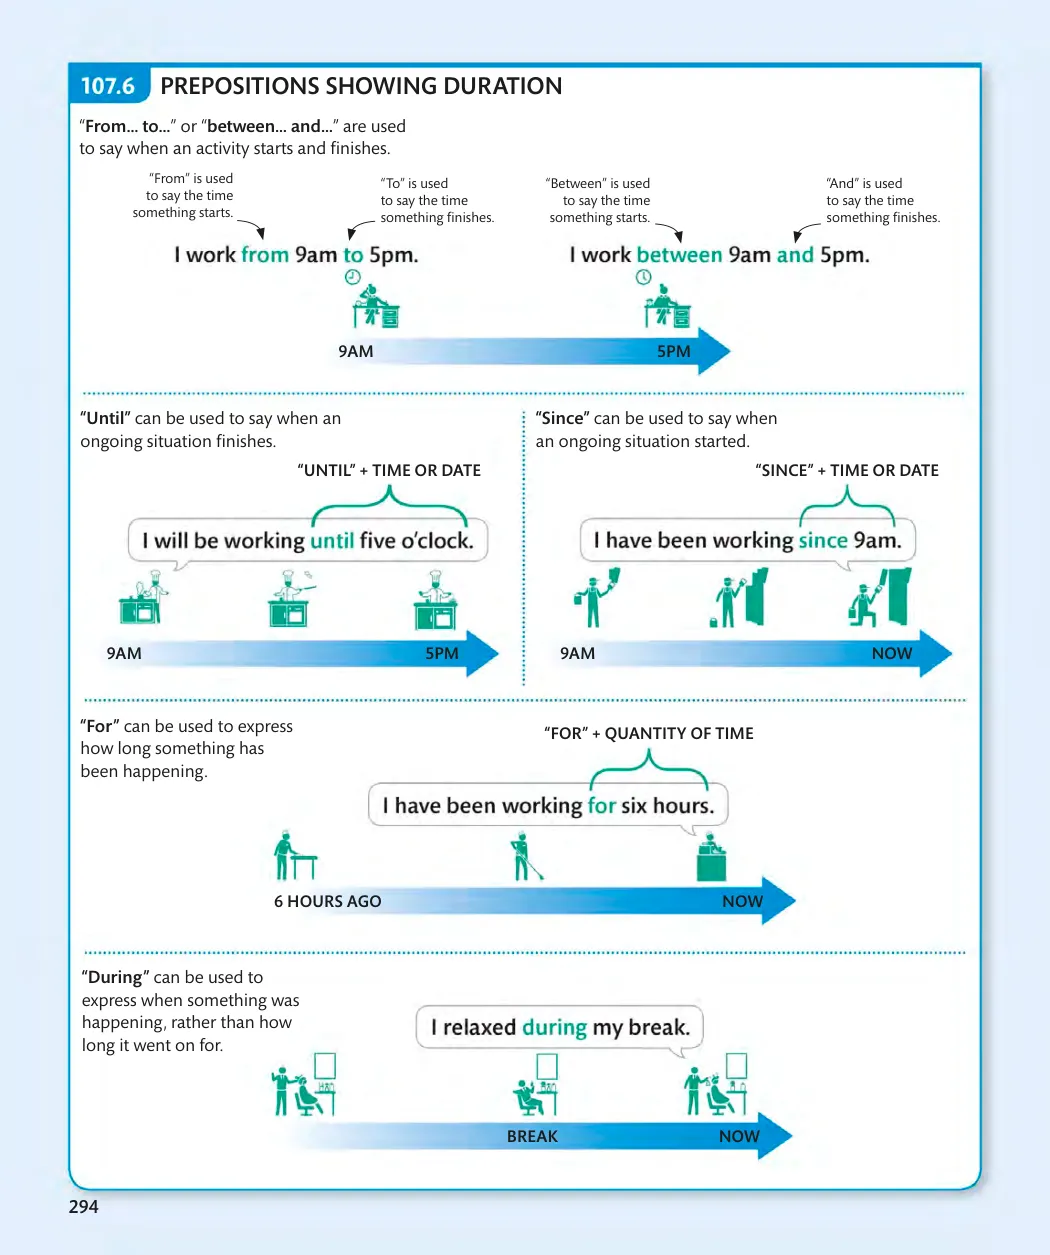 107.6 PREPOSITIONS SHOWING DURATION
“From... to...” or “between... and...” are used
to say when an activity starts and finishes.
“From” is used
to say the time
something starts.
“To” is used
to say the time
something finishes.
“Between” is used
to say the time
something starts.
“And” is used
to say the time
something finishes.
I work from 9am to 5pm.
I work between 9am and 5pm.
9AM
5PM
“Until” can be used to say when an
ongoing situation finishes.
“UNTIL” + TIME OR DATE
I will be working until five o’clock.
9AM
5PM
“Since” can be used to say when
an ongoing situation started.
“SINCE” + TIME OR DATE
I have been working since 9am.
9AM
NOW
“For” can be used to express
how long something has
been happening.
“FOR” + QUANTITY OF TIME
I have been working for six hours.
6 HOURS AGO
NOW
“During” can be used to
express when something was
happening, rather than how
long it went on for.
I relaxed during my break.
BREAK
NOW
294